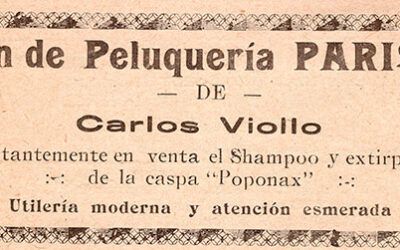 n de Peluquería PARIS
— DE —
Carlos Viollo
tantemente en venta el Shampoo y extirp
:-: de la caspa "Poponax" :-:
Utilería moderna y atención esmerada